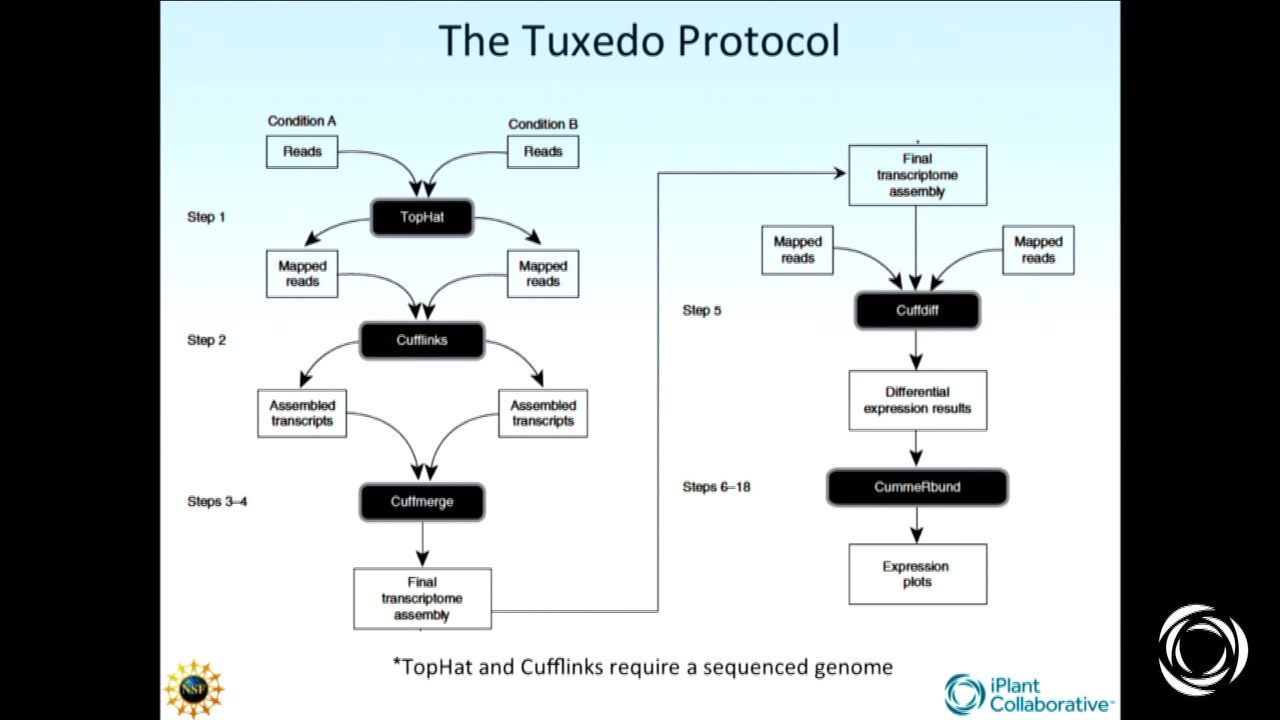 The Tuxedo Protocol
Condition A
Condition B
Reads
Reads
Step 1
TopHat
Mapped
reads
Mapped
reads
Step 2
Cufflinks
Assembled
transcripts
Assembled
transcripts
Steps 3–4
Cuffmerge
Final
transcriptome
assembly
Final
transcriptome
assembly
Mapped
reads
Mapped
reads
Step 5
Cuffdiff
Differential
expression results
Steps 6–18
CummeRbund
Expression
plots
*TopHat and Cufflinks require a sequenced genome
NSF
iPlant
Collaborative™